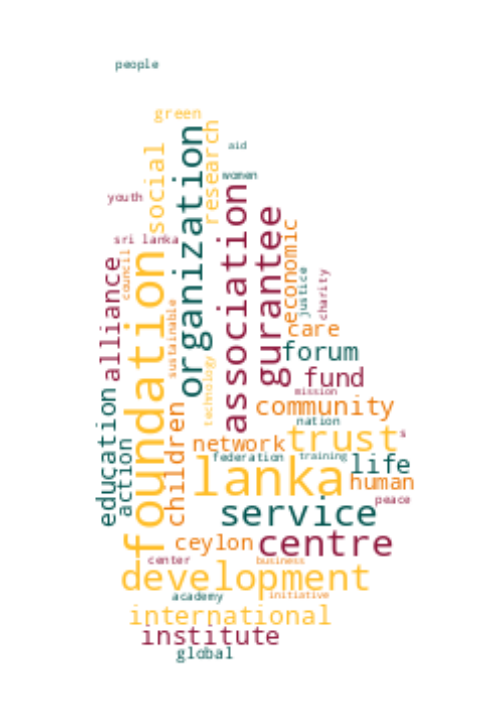 people
green
organization
research
aid
social
women
association
youth
gurantee
economic
sri lanka
council
foundation
alliance
justice
charity
sustainable
care
forum
technology
fund
education
mission
community
children
nation
action
network
trust
s
federation
training
lanka
life
human
peace
service
ceylon
centre
center
business
development
academy
initiative
international
institute
global